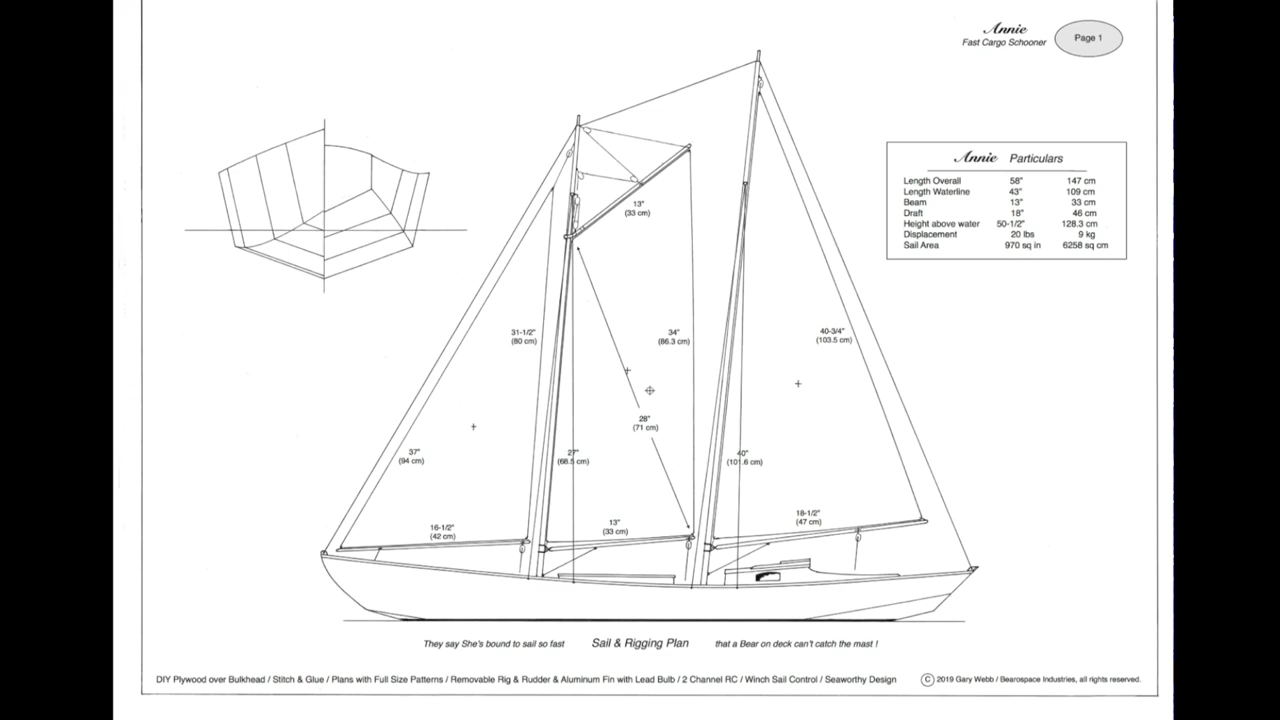 Annie
Fast Cargo Schooner
Page 1
Annie Particulars
Length Overall 58" 147 cm
Length Waterline 43" 109 cm
Beam 13" 33 cm
Draft 18" 46 cm
Height above water 50-1/2" 128.3 cm
Displacement 20 lbs 9 kg
Sail Area 970 sq in 6258 sq cm
13"
(33 cm)
31-1/2"
(80 cm)
34"
(86.3 cm)
40-3/4"
(103.5 cm)
28"
(71 cm)
37"
(94 cm)
27"
(68.5 cm)
40"
(101.6 cm)
16-1/2"
(42 cm)
13"
(33 cm)
18-1/2"
(47 cm)
They say She's bound to sail so fast Sail & Rigging Plan that a Bear on deck can't catch the mast !
DIY Plywood over Bulkhead / Stitch & Glue / Plans with Full Size Patterns / Removable Rig & Rudder & Aluminum Fin with Lead Bulb / 2 Channel RC / Winch Sail Control / Seaworthy Design
© 2019 Gary Webb / Bearospace Industries, all rights reserved.